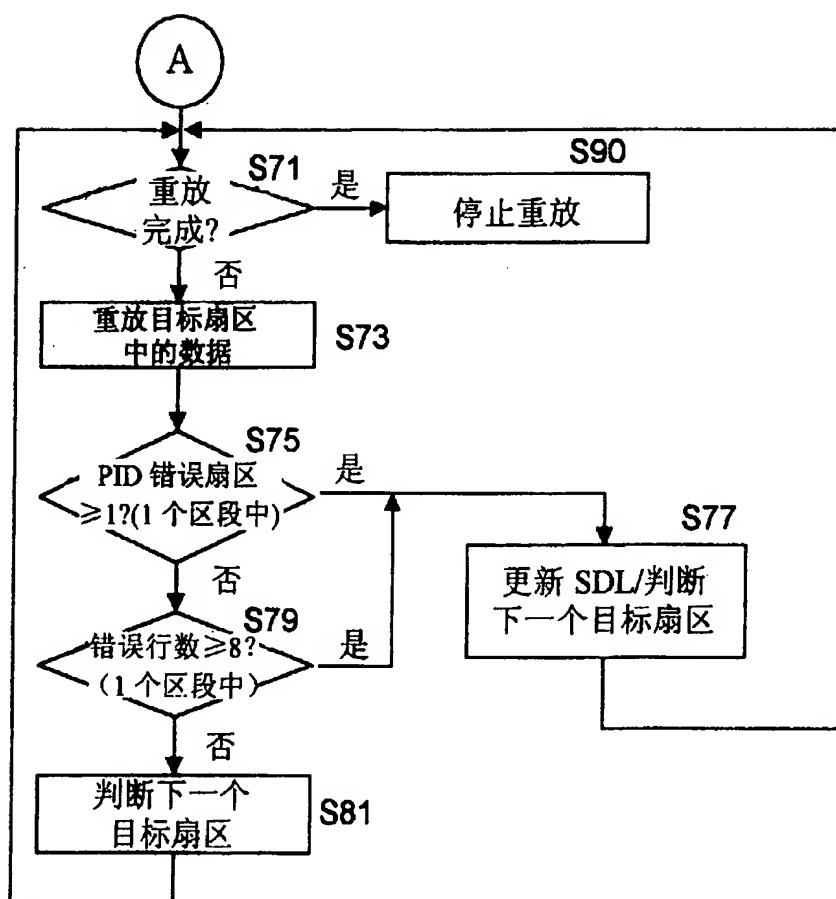 A
S71
重放
完成?
是
S90
停止重放
否
重放目标扇区
中的数据
S73
S75
PID 错误扇区
≥1?(1 个区段中)
是
S77
更新 SDL/判断
下一个目标扇区
否
S79
错误行数≥8?
（1 个区段中）
是
否
判断下一个
目标扇区
S81